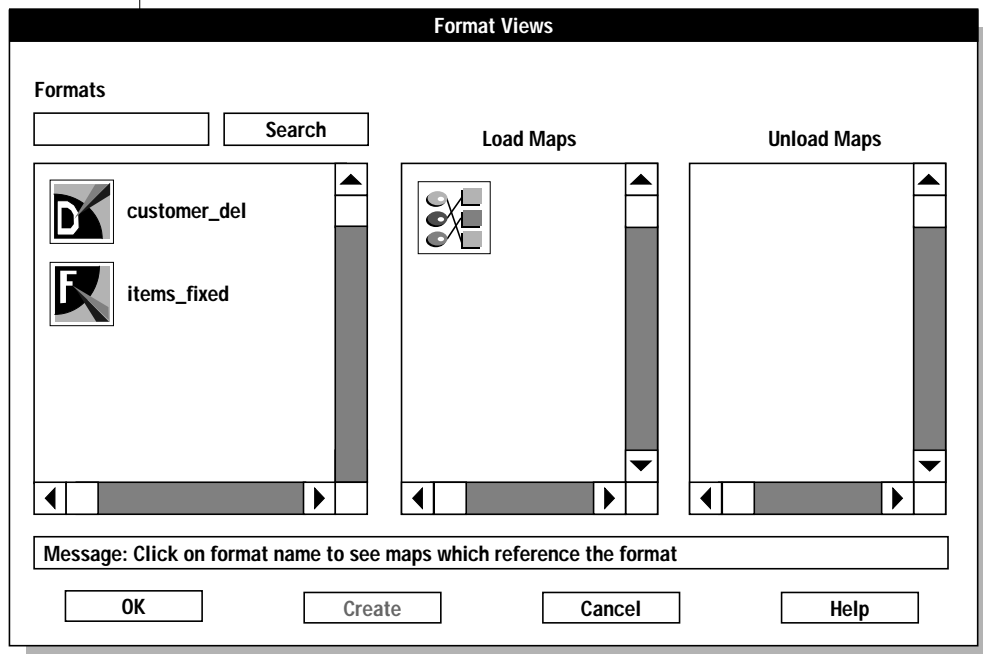 Format Views
Formats
Search
Load Maps
Unload Maps
D
customer_del
F
items_fixed
Message: Click on format name to see maps which reference the format
OK
Create
Cancel
Help